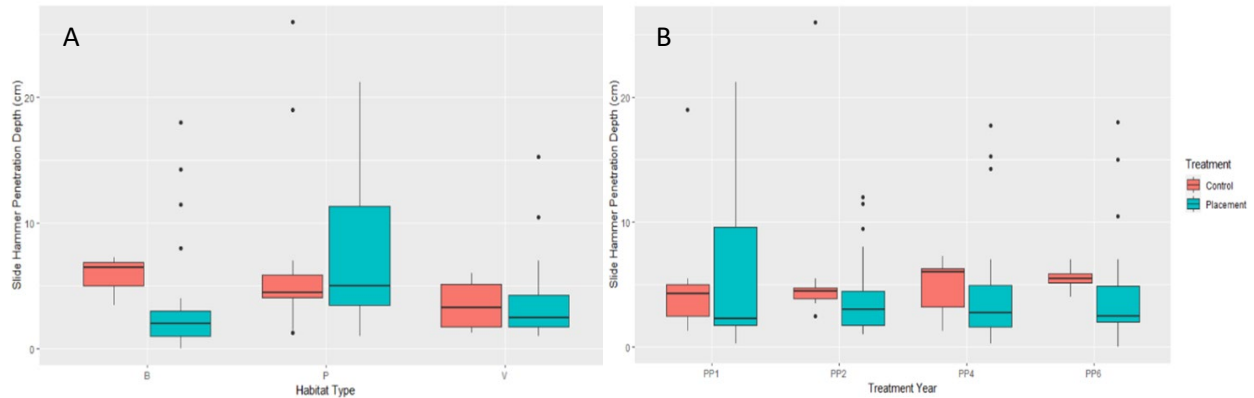 A
Slide Hammer Penetration Depth (cm)
20
10
0
B
P
V
Habitat Type
B
Slide Hammer Penetration Depth (cm)
20
10
0
PP1
PP2
PP4
PP6
Treatment Year
Treatment
Control
Placement